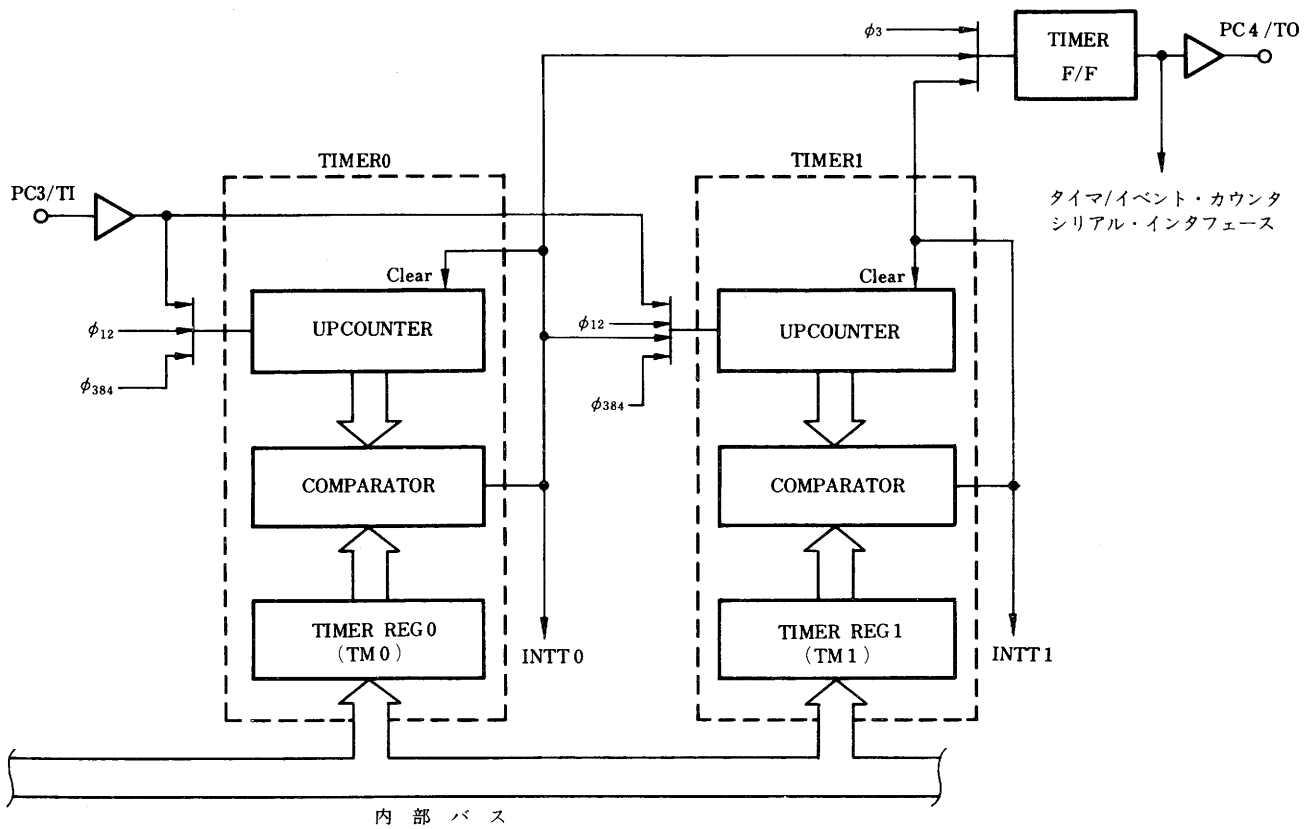 φ3
TIMER
F/F
PC4/TO
タイマ/イベント・カウンタ
シリアル・インタフェース
TIMER0
TIMER1
PC3/TI
Clear
Clear
φ12
UPCOUNTER
φ12
UPCOUNTER
φ384
φ384
COMPARATOR
COMPARATOR
TIMER REG0
(TM0)
INTT0
TIMER REG1
(TM1)
INTT1
内部バス